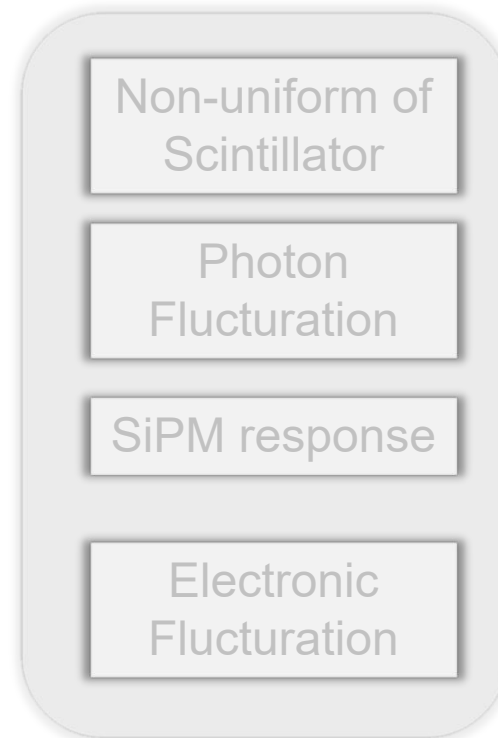 Non-uniform of
Scintillator
Photon
Flucturation
SiPM response
Electronic
Flucturation